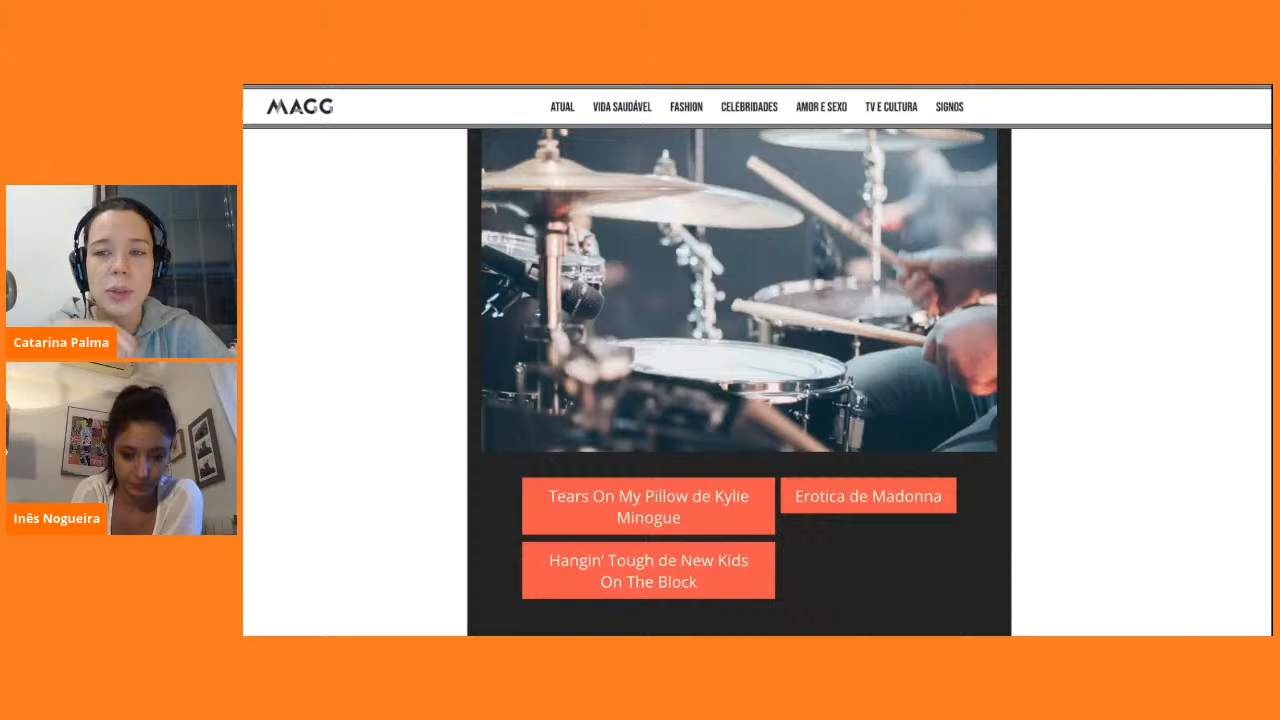 MAGG
ATUAL VIDA SAUDÁVEL FASHION CELEBRIDADES AMOR E SEXO TV E CULTURA SIGNOS
Catarina Palma
Inês Nogueira
Tears On My Pillow de Kylie
Minogue
Erotica de Madonna
Hangin’ Tough de New Kids
On The Block